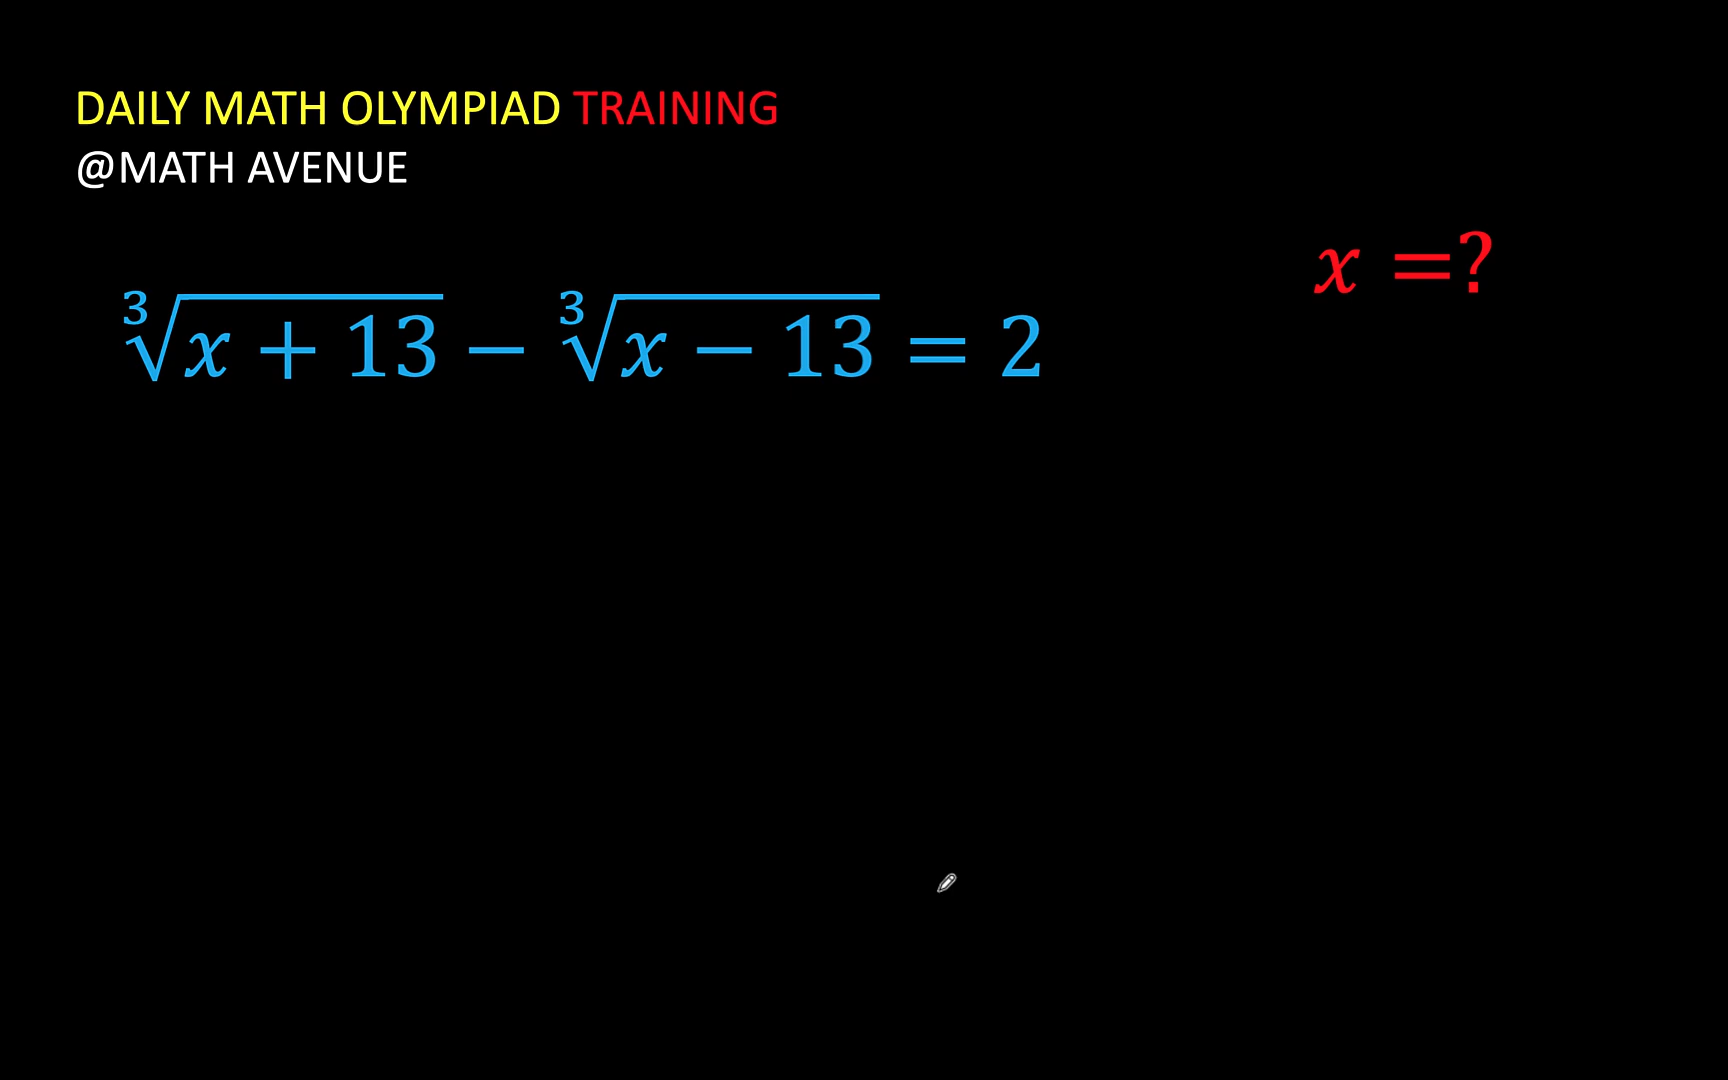 DAILY MATH OLYMPIAD TRAINING
@MATH AVENUE
x =?
∛(x + 13) − ∛(x − 13) = 2